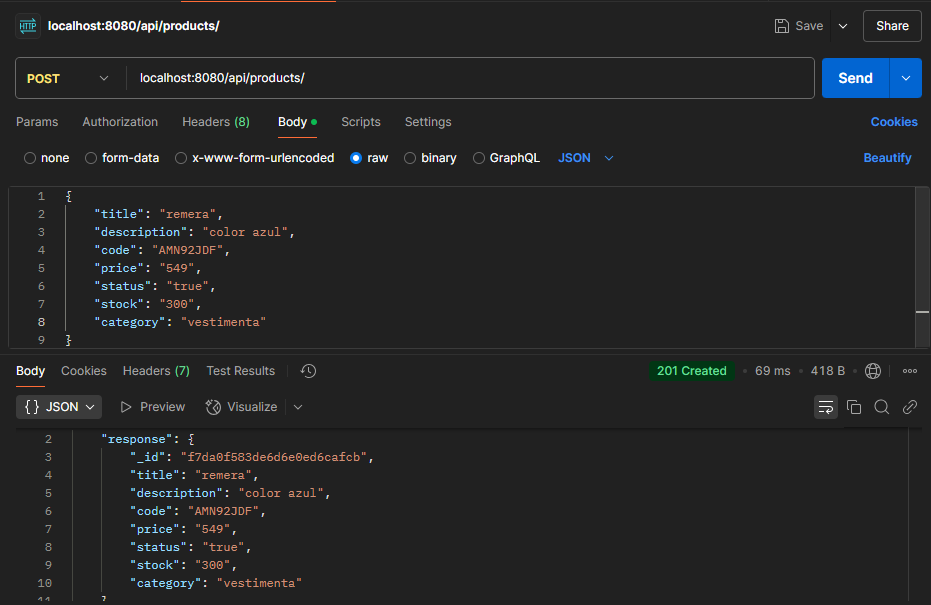 HTTP localhost:8080/api/products/ Save Share
POST localhost:8080/api/products/ Send
Params Authorization Headers (8) Body Scripts Settings Cookies
none form-data x-www-form-urlencoded raw binary GraphQL JSON Beautify
1 {
2 "title": "remera",
3 "description": "color azul",
4 "code": "AMN92JDF",
5 "price": "549",
6 "status": "true",
7 "stock": "300",
8 "category": "vestimenta"
9 }
Body Cookies Headers (7) Test Results 201 Created • 69 ms • 418 B •
{} JSON Preview Visualize
2 "response": {
3 "_id": "f7da0f583de6d6e0ed6cafcb",
4 "title": "remera",
5 "description": "color azul",
6 "code": "AMN92JDF",
7 "price": "549",
8 "status": "true",
9 "stock": "300",
10 "category": "vestimenta"